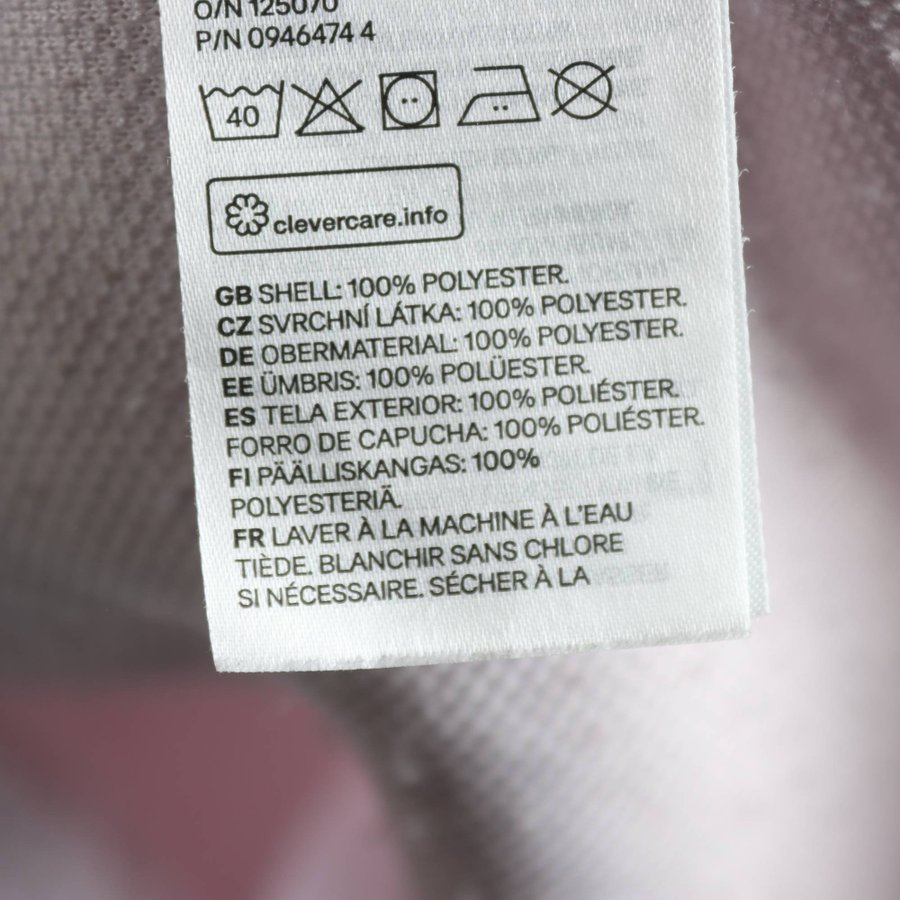 O/N 125070
P/N 0946474 4
40
clevercare.info
GB SHELL: 100% POLYESTER.
CZ SVRCHNÍ LÁTKA: 100% POLYESTER.
DE OBERMATERIAL: 100% POLYESTER.
EE ÜMBRIS: 100% POLÜESTER.
ES TELA EXTERIOR: 100% POLIÉSTER.
FORRO DE CAPUCHA: 100% POLIÉSTER.
FI PÄÄLLISKANGAS: 100%
POLYESTERIÄ.
FR LAVER À LA MACHINE À L'EAU
TIÈDE. BLANCHIR SANS CHLORE
SI NÉCESSAIRE. SÉCHER À LA